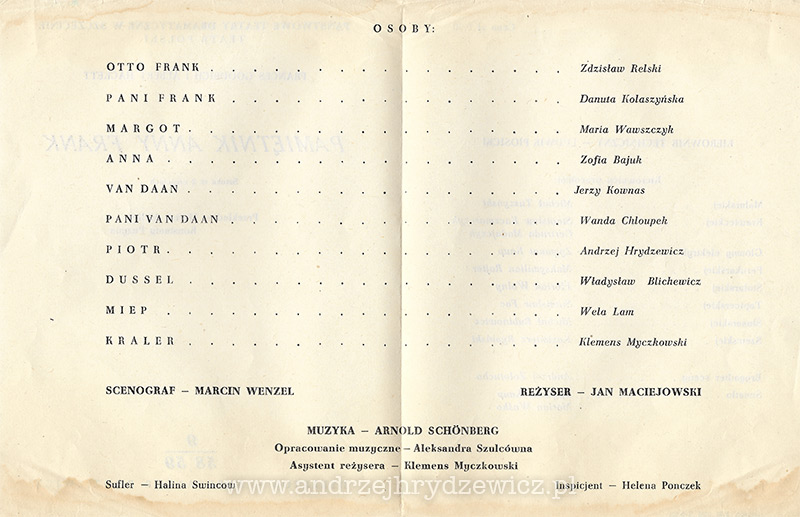 OSOBY:
OTTO FRANK . . . . . . . . . . . . . . Zdzisław Relski
PANI FRANK . . . . . . . . . . . . . . Danuta Kolaszyńska
MARGOT . . . . . . . . . . . . . . . Maria Wawszczyk
ANNA . . . . . . . . . . . . . . . . Zofia Bajuk
VAN DAAN . . . . . . . . . . . . . . . Jerzy Kownas
PANI VAN DAAN . . . . . . . . . . . . . Wanda Chloupek
PIOTR . . . . . . . . . . . . . . . . Andrzej Hrydzewicz
DUSSEL . . . . . . . . . . . . . . . Władysław Blichewicz
MIEP . . . . . . . . . . . . . . . . Wela Lam
KRALER . . . . . . . . . . . . . . . Klemens Myczkowski
SCENOGRAF – MARCIN WENZEL REŻYSER – JAN MACIEJOWSKI
MUZYKA – ARNOLD SCHÖNBERG
Opracowanie muzyczne – Aleksandra Szulcówna
Asystent reżysera – Klemens Myczkowski
Sufler – Halina Swincow Inspicjent – Helena Ponczek
www.andrzejhrydzewicz.pl